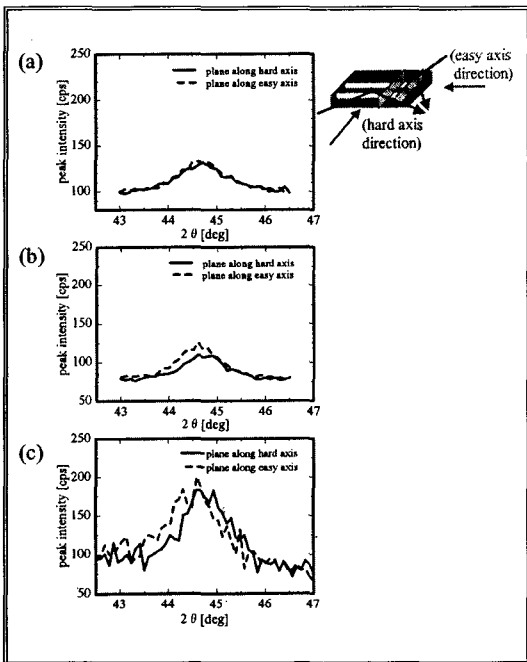 (a)
250
200
150
100
peak intensity [cps]
plane along hard axis
plane along easy axis
43 44 45 46 47
2 θ [deg]
(easy axis
direction)
(hard axis
direction)
(b)
250
200
150
100
50
peak intensity [cps]
plane along hard axis
plane along easy axis
43 44 45 46 47
2 θ [deg]
(c)
250
200
150
100
50
peak intensity [cps]
plane along hard axis
plane along easy axis
43 44 45 46 47
2 θ [deg]